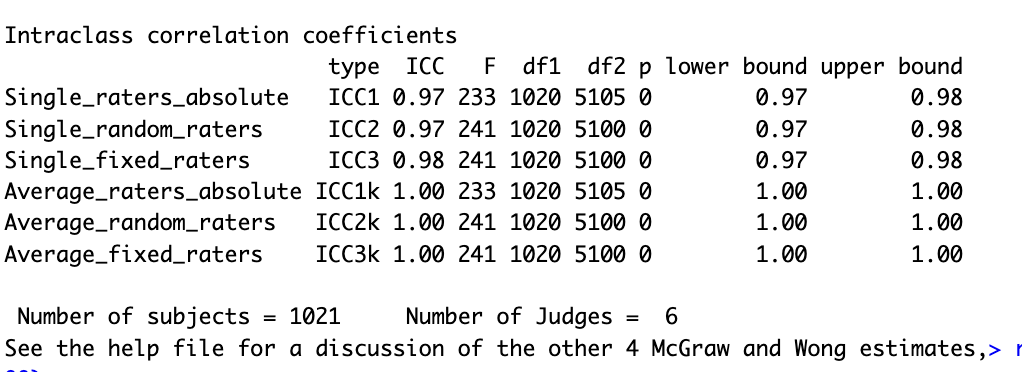 Intraclass correlation coefficients
type ICC F df1 df2 p lower bound upper bound
Single_raters_absolute ICC1 0.97 233 1020 5105 0 0.97 0.98
Single_random_raters ICC2 0.97 241 1020 5100 0 0.97 0.98
Single_fixed_raters ICC3 0.98 241 1020 5100 0 0.97 0.98
Average_raters_absolute ICC1k 1.00 233 1020 5105 0 1.00 1.00
Average_random_raters ICC2k 1.00 241 1020 5100 0 1.00 1.00
Average_fixed_raters ICC3k 1.00 241 1020 5100 0 1.00 1.00
Number of subjects = 1021 Number of Judges = 6
See the help file for a discussion of the other 4 McGraw and Wong estimates,>